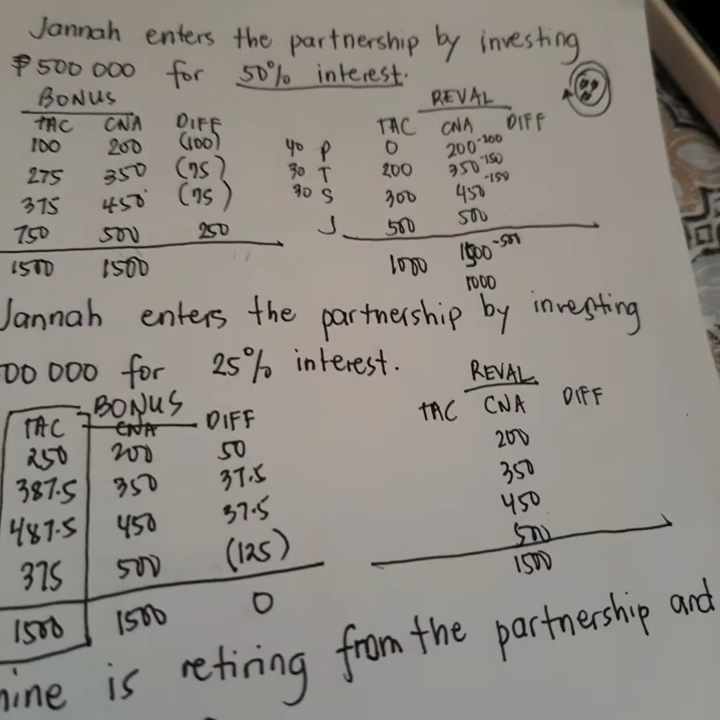 Jannah enters the partnership by investing
₱500 000 for 50% interest.
BONUS REVAL
TAC CNA DIFF TAC CNA DIFF
100 200 (100) 40 P 0 200 -200
275 350 (75) 30 T 200 350 -150
375 450 (75) 30 S 300 450 -150
750 500 250 J 500 500
1500 1500 1000 1500 -500
1000
Jannah enters the partnership by investing
00 000 for 25% interest.
BONUS REVAL
TAC CNA DIFF TAC CNA DIFF
250 200 50 200
387.5 350 37.5 350
487.5 450 37.5 450
375 500 (125) 500
1500 1500 0 1500
nine is retiring from the partnership and